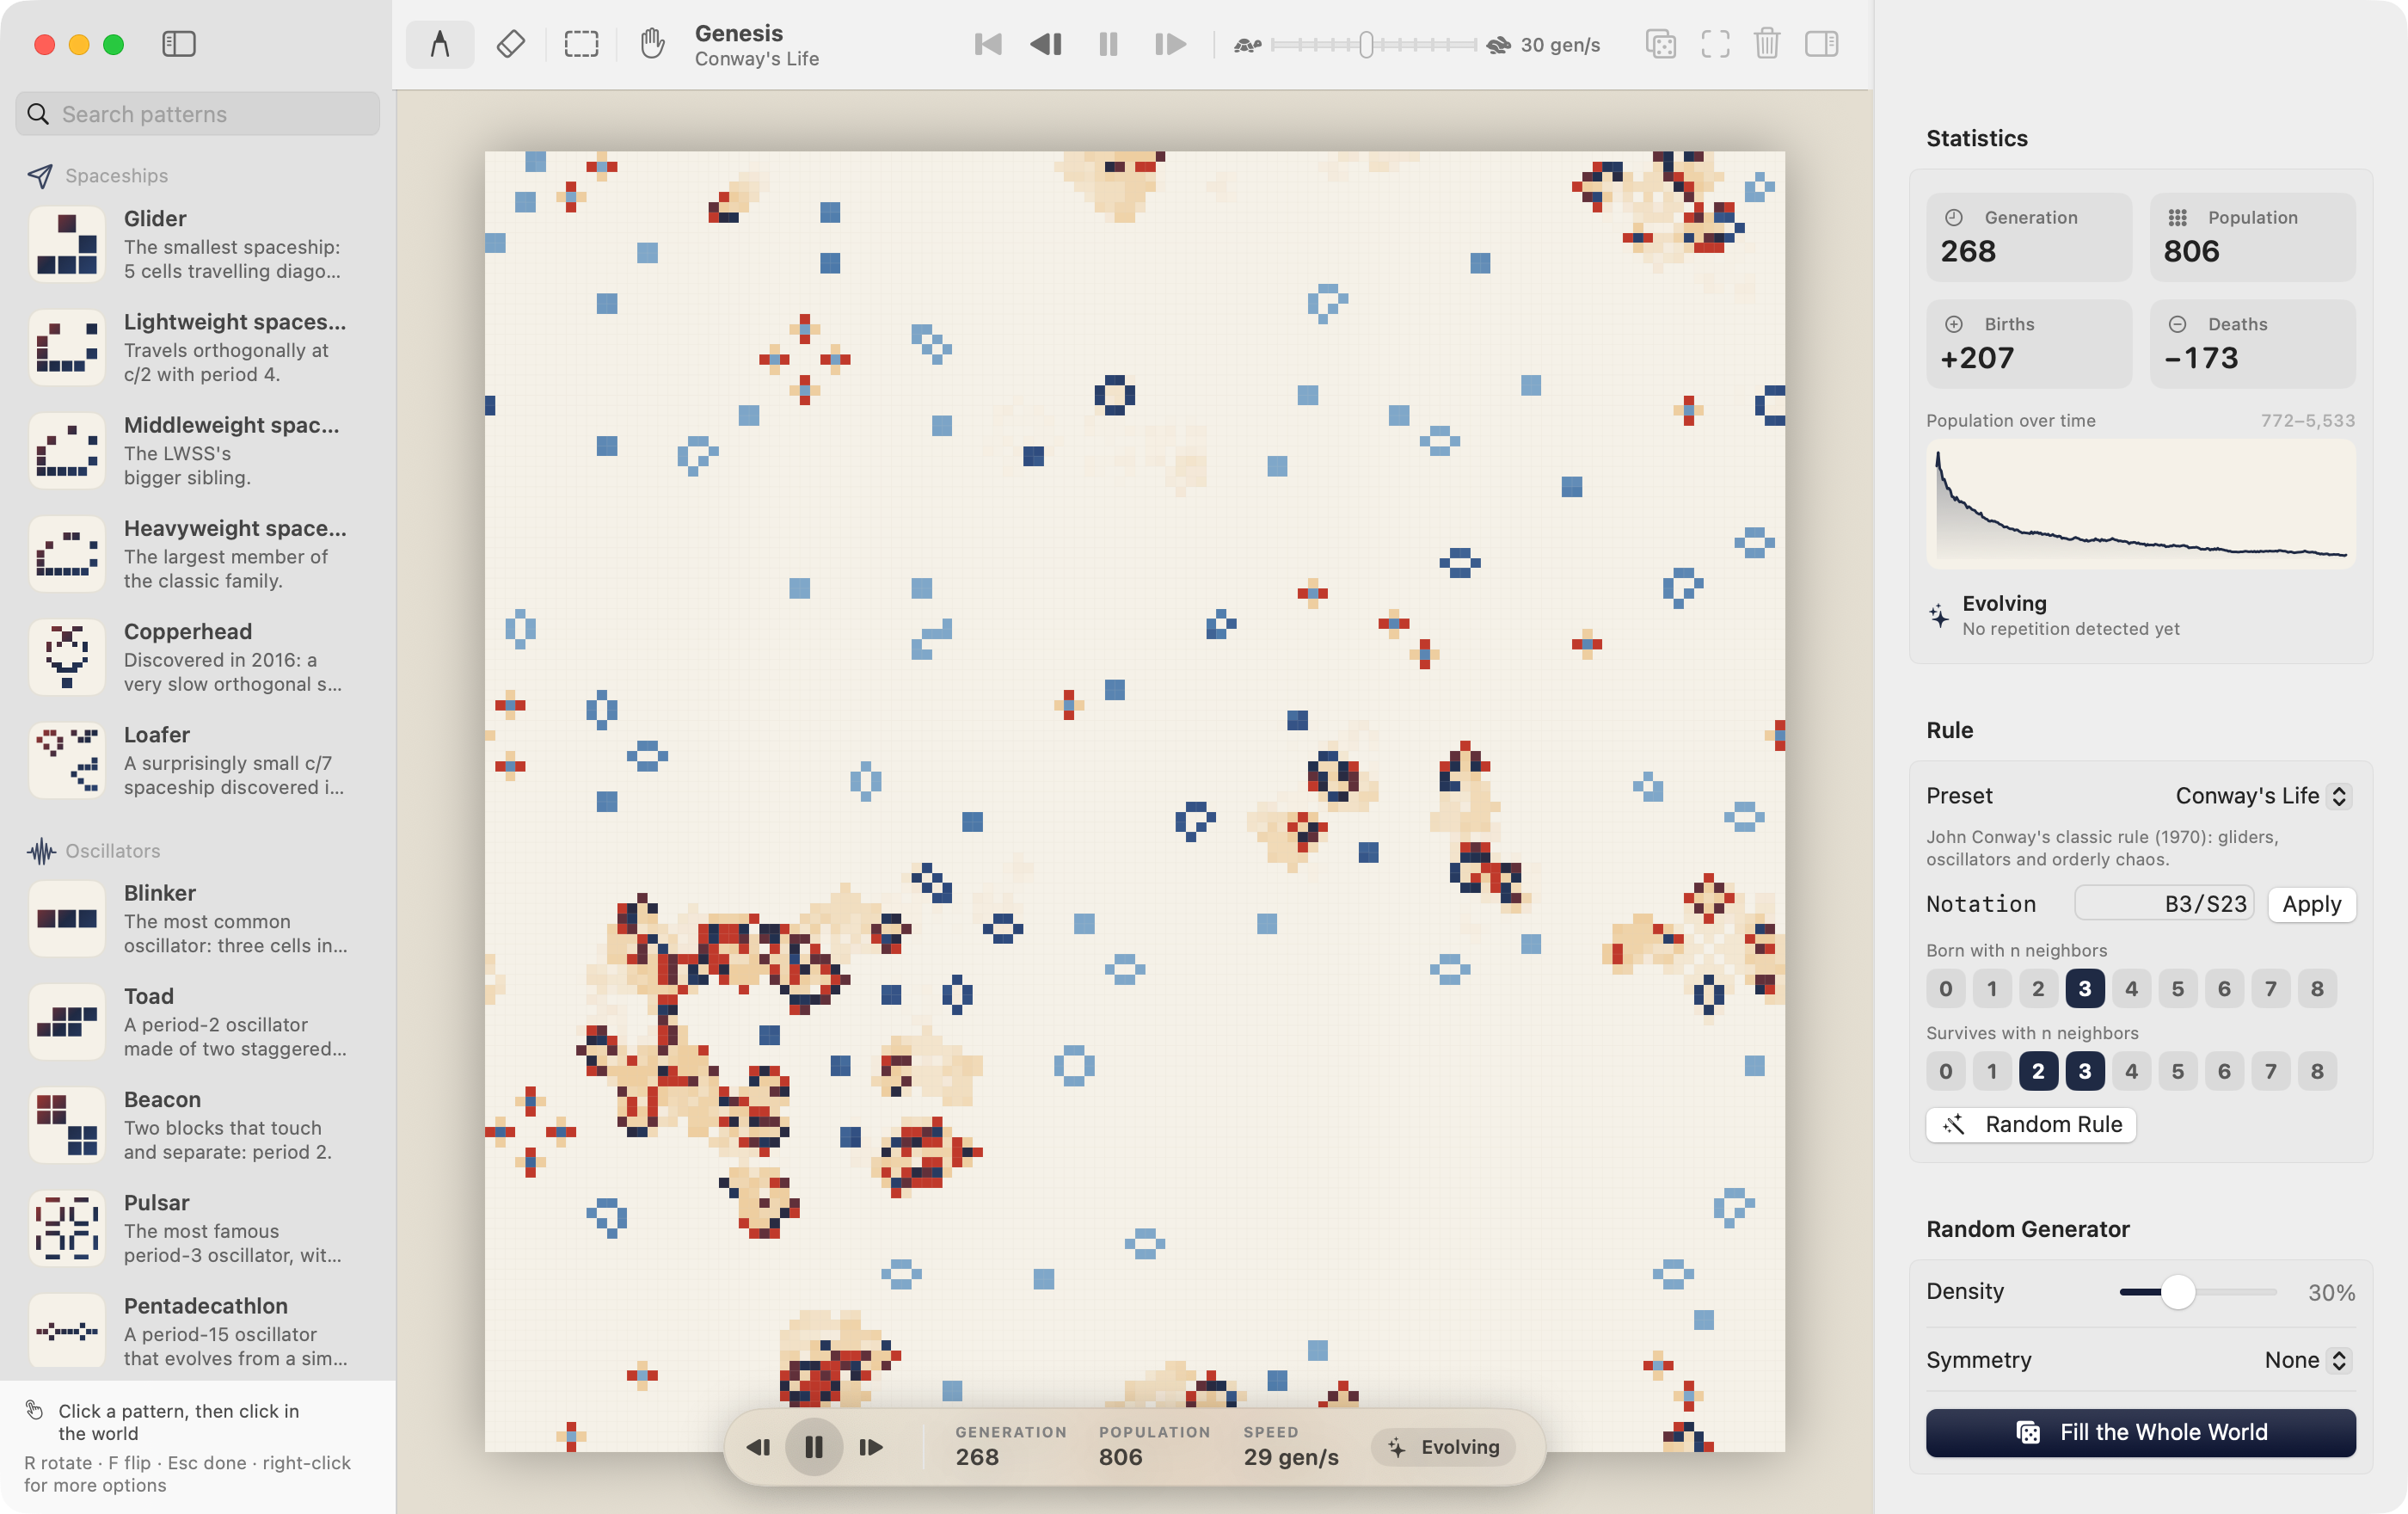 Genesis
Conway's Life
30 gen/s
Search patterns
Spaceships
Glider
The smallest spaceship:
5 cells travelling diago...
Lightweight spaces...
Travels orthogonally at
c/2 with period 4.
Middleweight spac...
The LWSS's
bigger sibling.
Heavyweight space...
The largest member of
the classic family.
Copperhead
Discovered in 2016: a
very slow orthogonal s...
Loafer
A surprisingly small c/7
spaceship discovered i...
Oscillators
Blinker
The most common
oscillator: three cells in...
Toad
A period-2 oscillator
made of two staggered...
Beacon
Two blocks that touch
and separate: period 2.
Pulsar
The most famous
period-3 oscillator, wit...
Pentadecathlon
A period-15 oscillator
that evolves from a sim...
Click a pattern, then click in
the world
R rotate · F flip · Esc done · right-click
for more options
GENERATION
268
POPULATION
806
SPEED
29 gen/s
Evolving
Statistics
Generation
268
Population
806
Births
+207
Deaths
−173
Population over time 772–5,533
Evolving
No repetition detected yet
Rule
Preset Conway's Life
John Conway's classic rule (1970): gliders,
oscillators and orderly chaos.
Notation B3/S23 Apply
Born with n neighbors
0 1 2 3 4 5 6 7 8
Survives with n neighbors
0 1 2 3 4 5 6 7 8
Random Rule
Random Generator
Density 30%
Symmetry None
Fill the Whole World